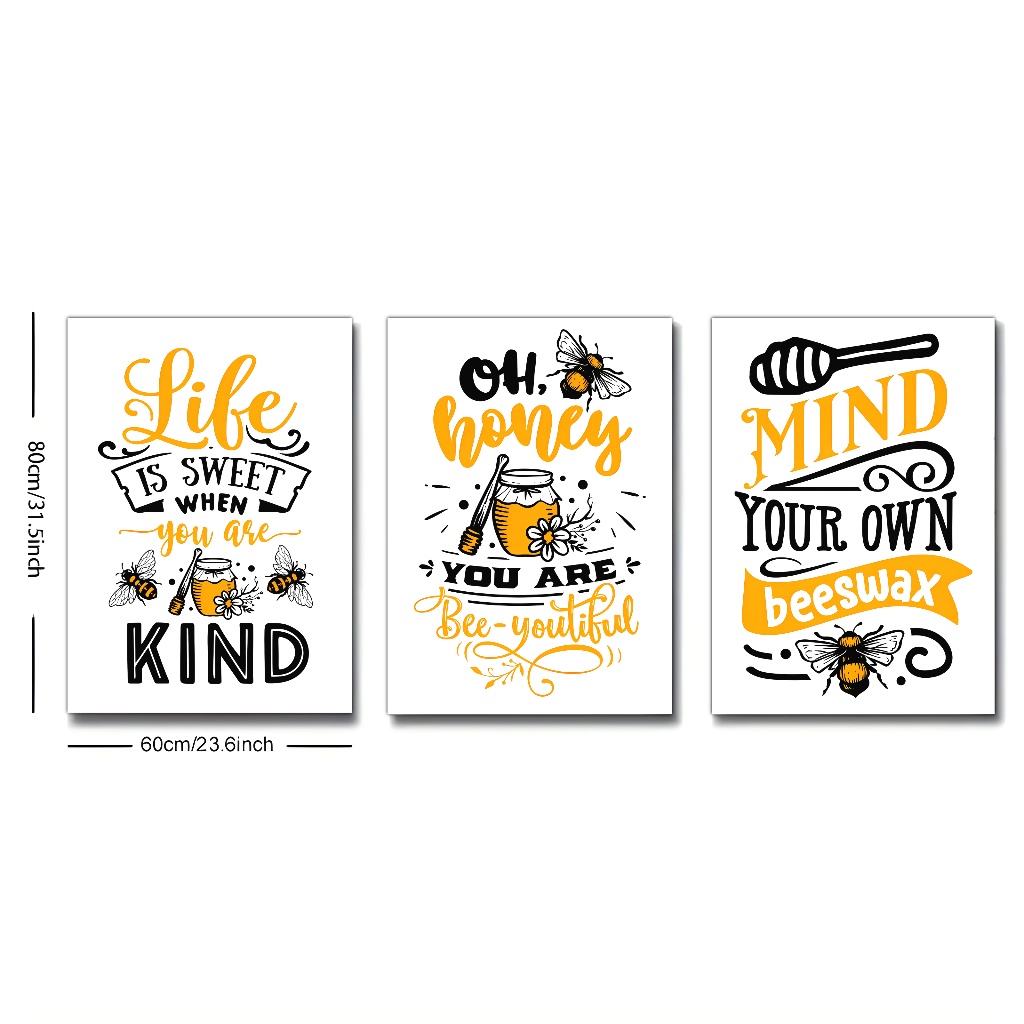 80cm/31.5inch
Life
IS SWEET
WHEN
you are
KIND
60cm/23.6inch
OH,
honey
YOU ARE
Bee-youtiful
MIND
YOUR OWN
beeswax